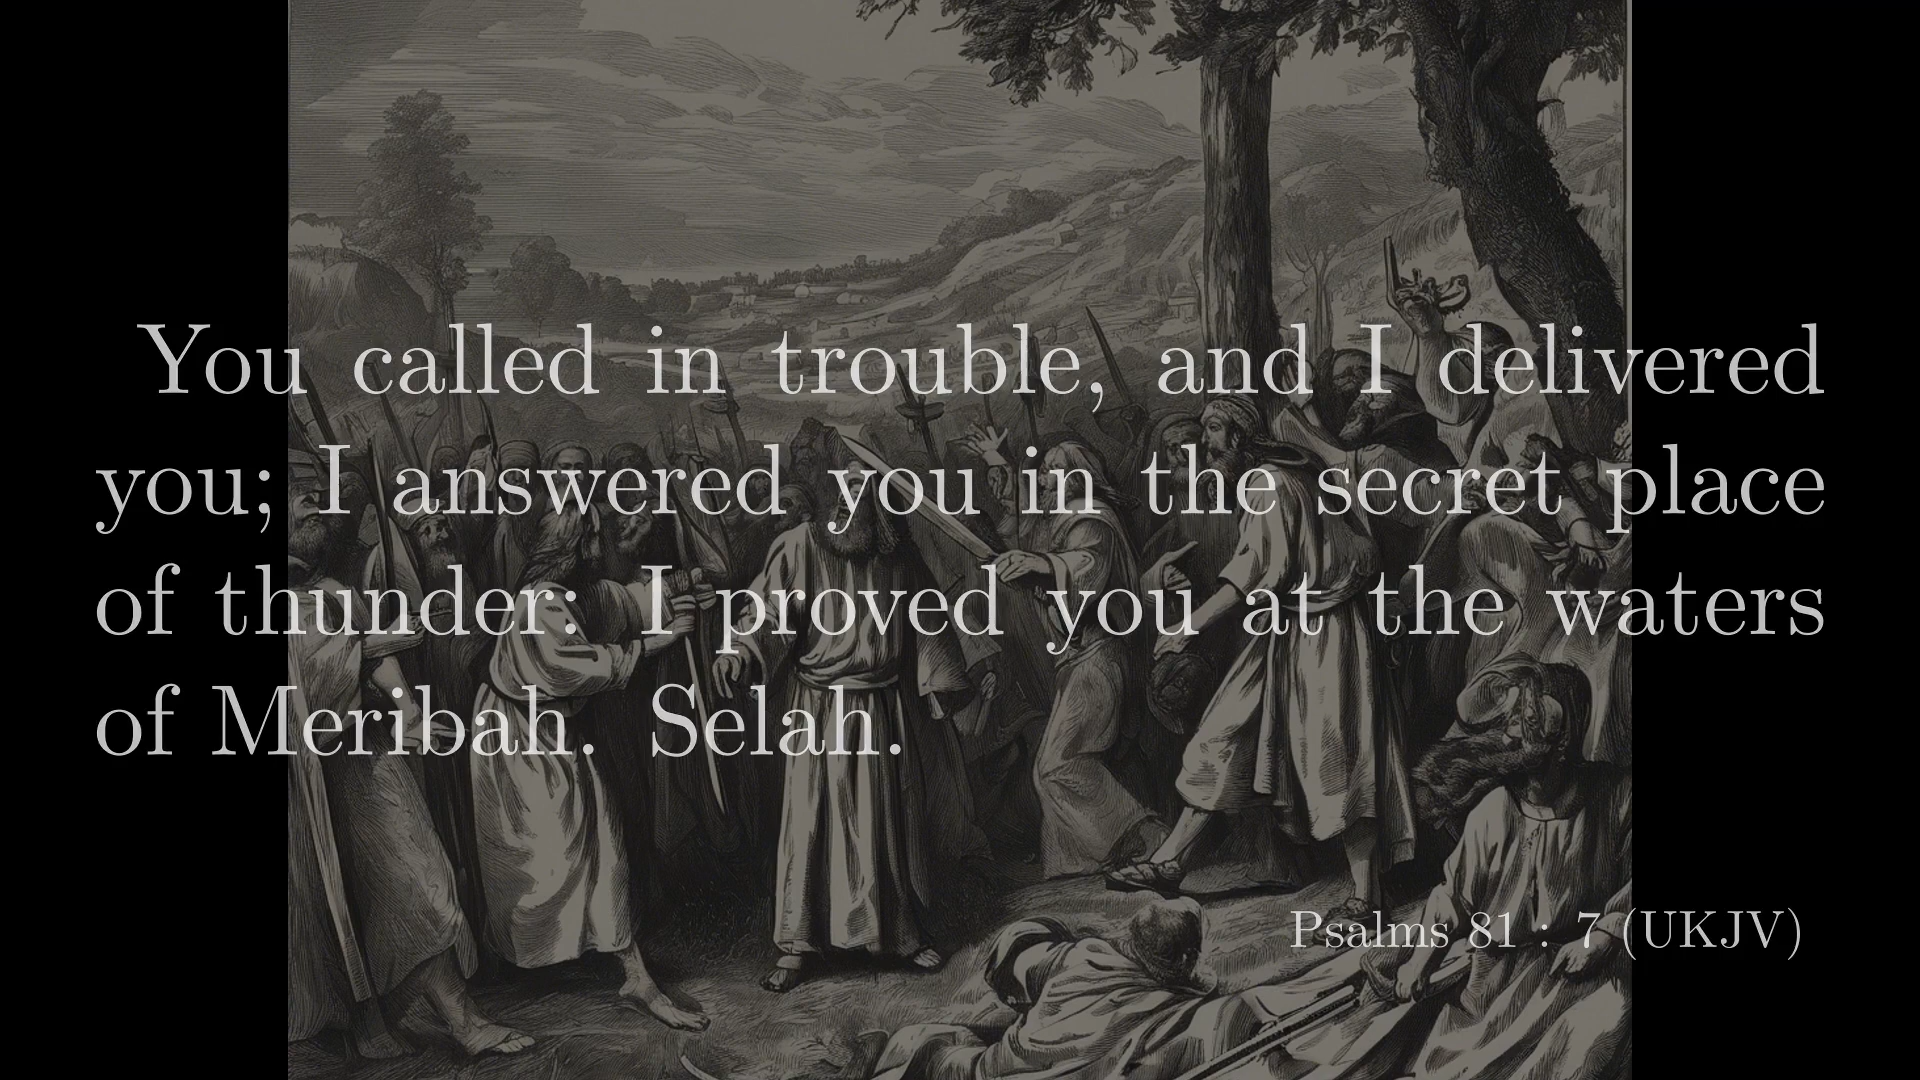 You called in trouble, and I delivered
you; I answered you in the secret place
of thunder: I proved you at the waters
of Meribah. Selah.
Psalms 81 : 7 (UKJV)